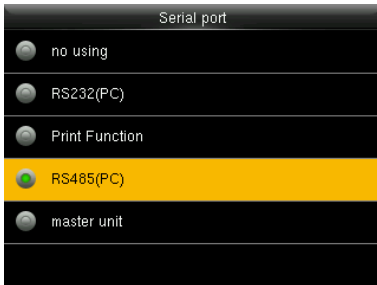 Serial port
no using
RS232(PC)
Print Function
RS485(PC)
master unit